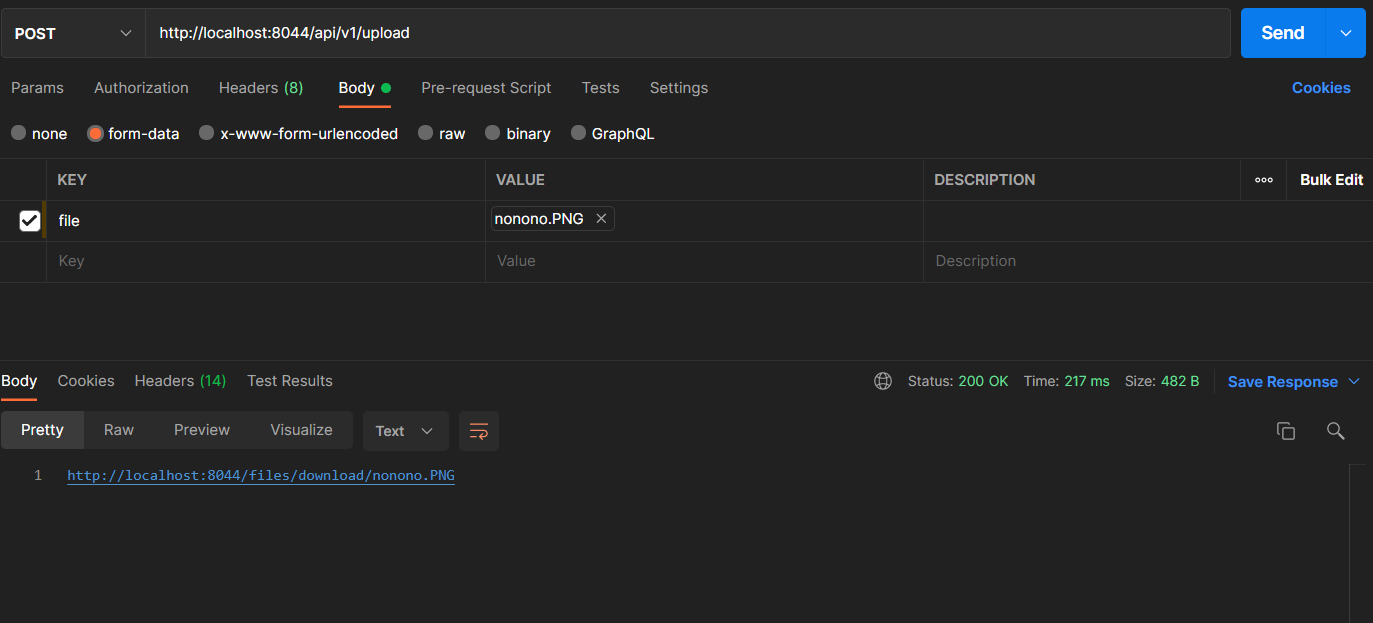 POST http://localhost:8044/api/v1/upload Send
Params Authorization Headers (8) Body Pre-request Script Tests Settings Cookies
none form-data x-www-form-urlencoded raw binary GraphQL
KEY VALUE DESCRIPTION Bulk Edit
file nonono.PNG
Key Value Description
Body Cookies Headers (14) Test Results Status: 200 OK Time: 217 ms Size: 482 B Save Response
Pretty Raw Preview Visualize Text
1 http://localhost:8044/files/download/nonono.PNG